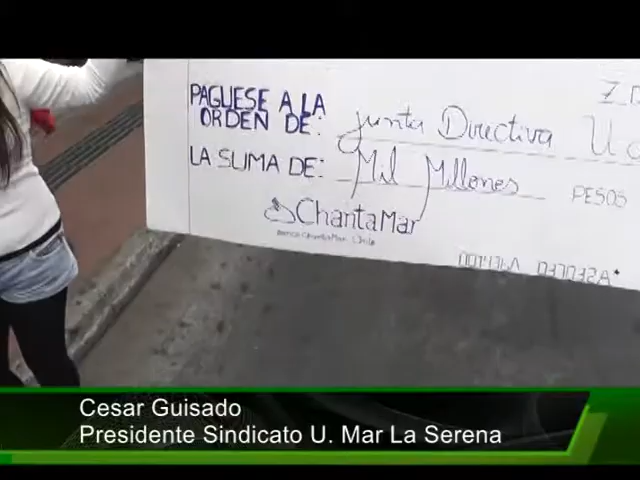 PAGUESE A LA
ORDEN DE: Junta Directiva
LA SUMA DE: Mil Millones PESOS
ChantaMar
Cesar Guisado
Presidente Sindicato U. Mar La Serena